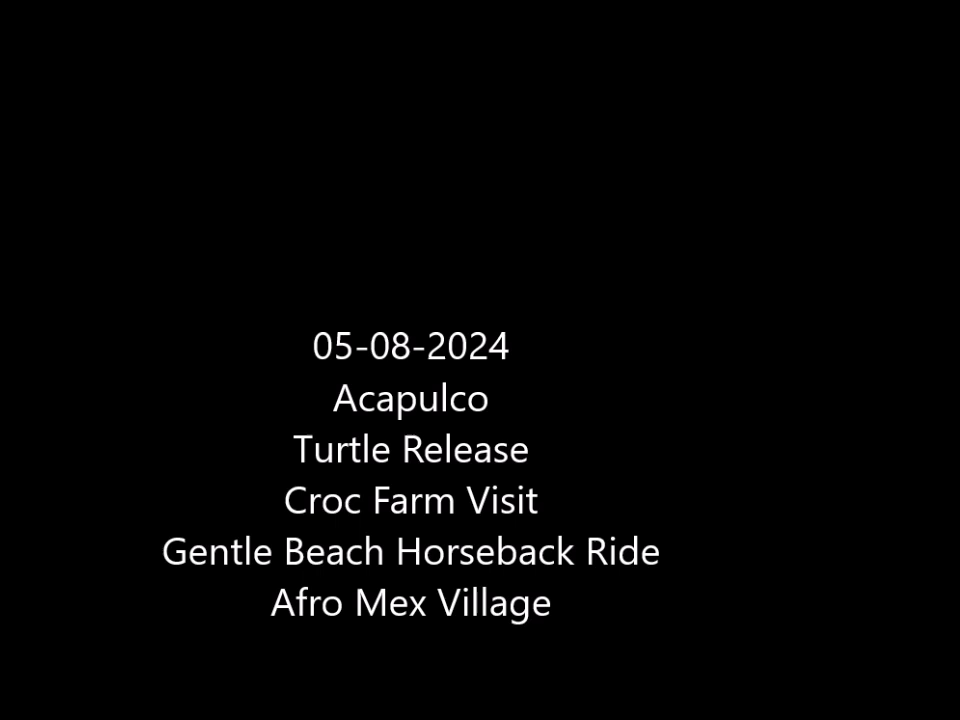 05-08-2024
Acapulco
Turtle Release
Croc Farm Visit
Gentle Beach Horseback Ride
Afro Mex Village